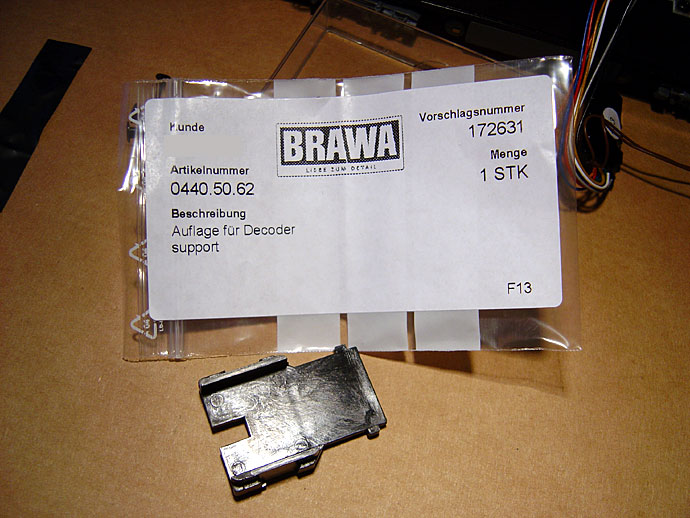 Kunde
BRAWA
LIEBE ZUM DETAIL
Vorschlagsnummer
172631
Artikelnummer
0440.50.62
Menge
1 STK
Beschreibung
Auflage für Decoder
support
F13